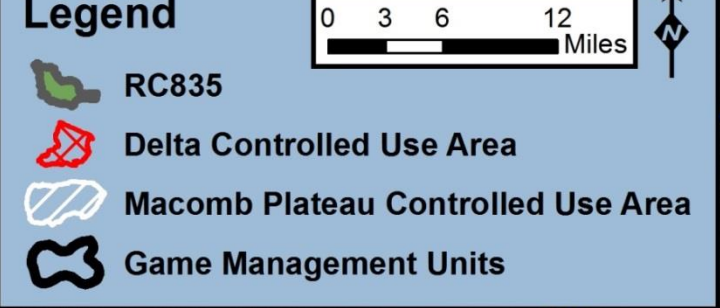 Legend
0 3 6 12
Miles
N
RC835
Delta Controlled Use Area
Macomb Plateau Controlled Use Area
Game Management Units